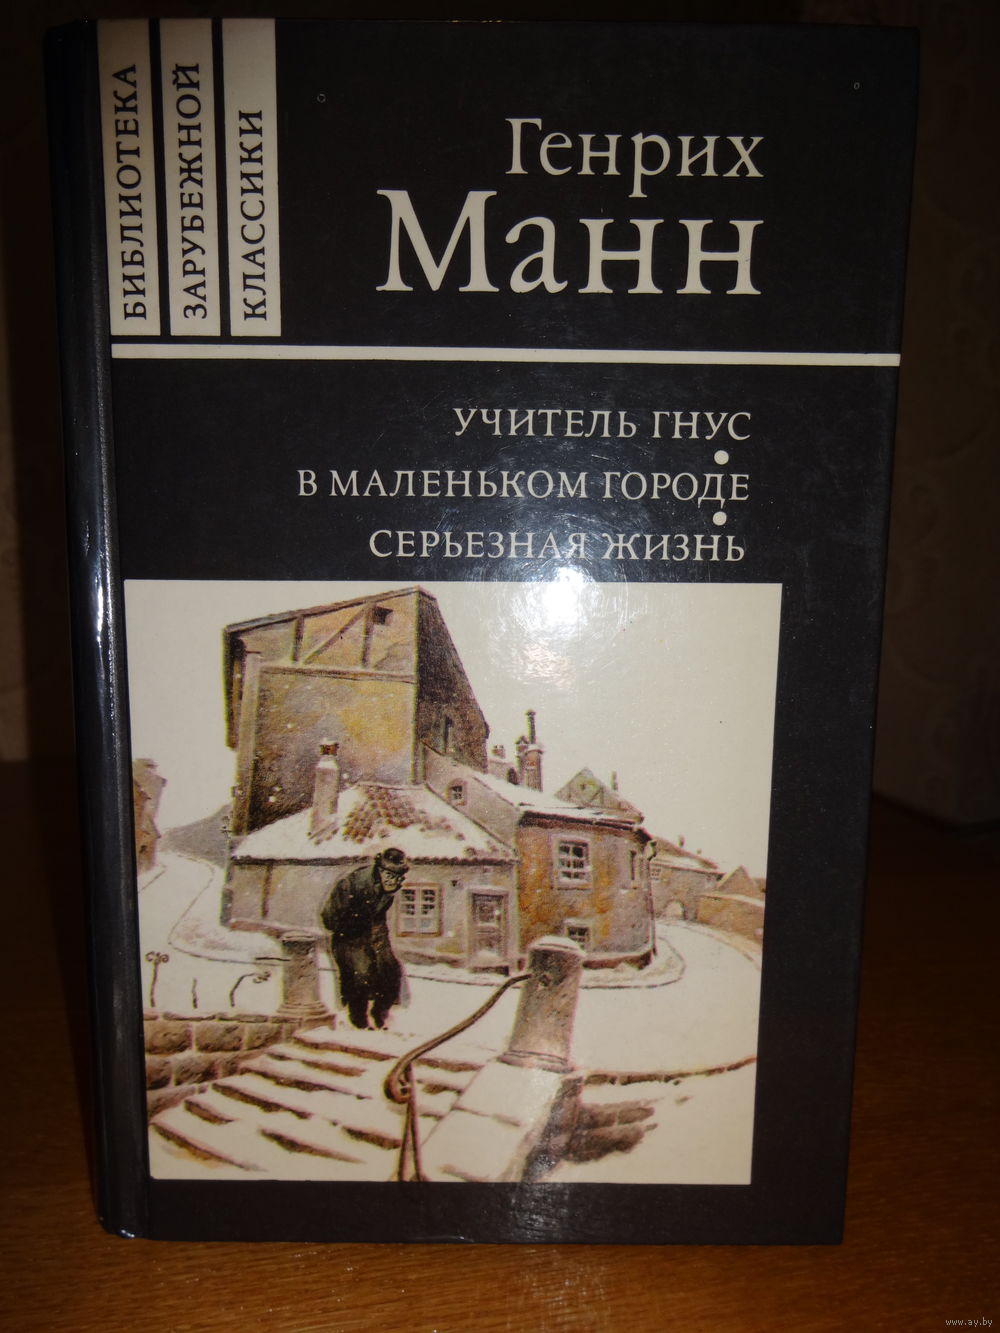 БИБЛИОТЕКА
ЗАРУБЕЖНОЙ
КЛАССИКИ
Генрих
Манн
УЧИТЕЛЬ ГНУС
•
В МАЛЕНЬКОМ ГОРОДЕ
•
СЕРЬЕЗНАЯ ЖИЗНЬ
www.ay.by